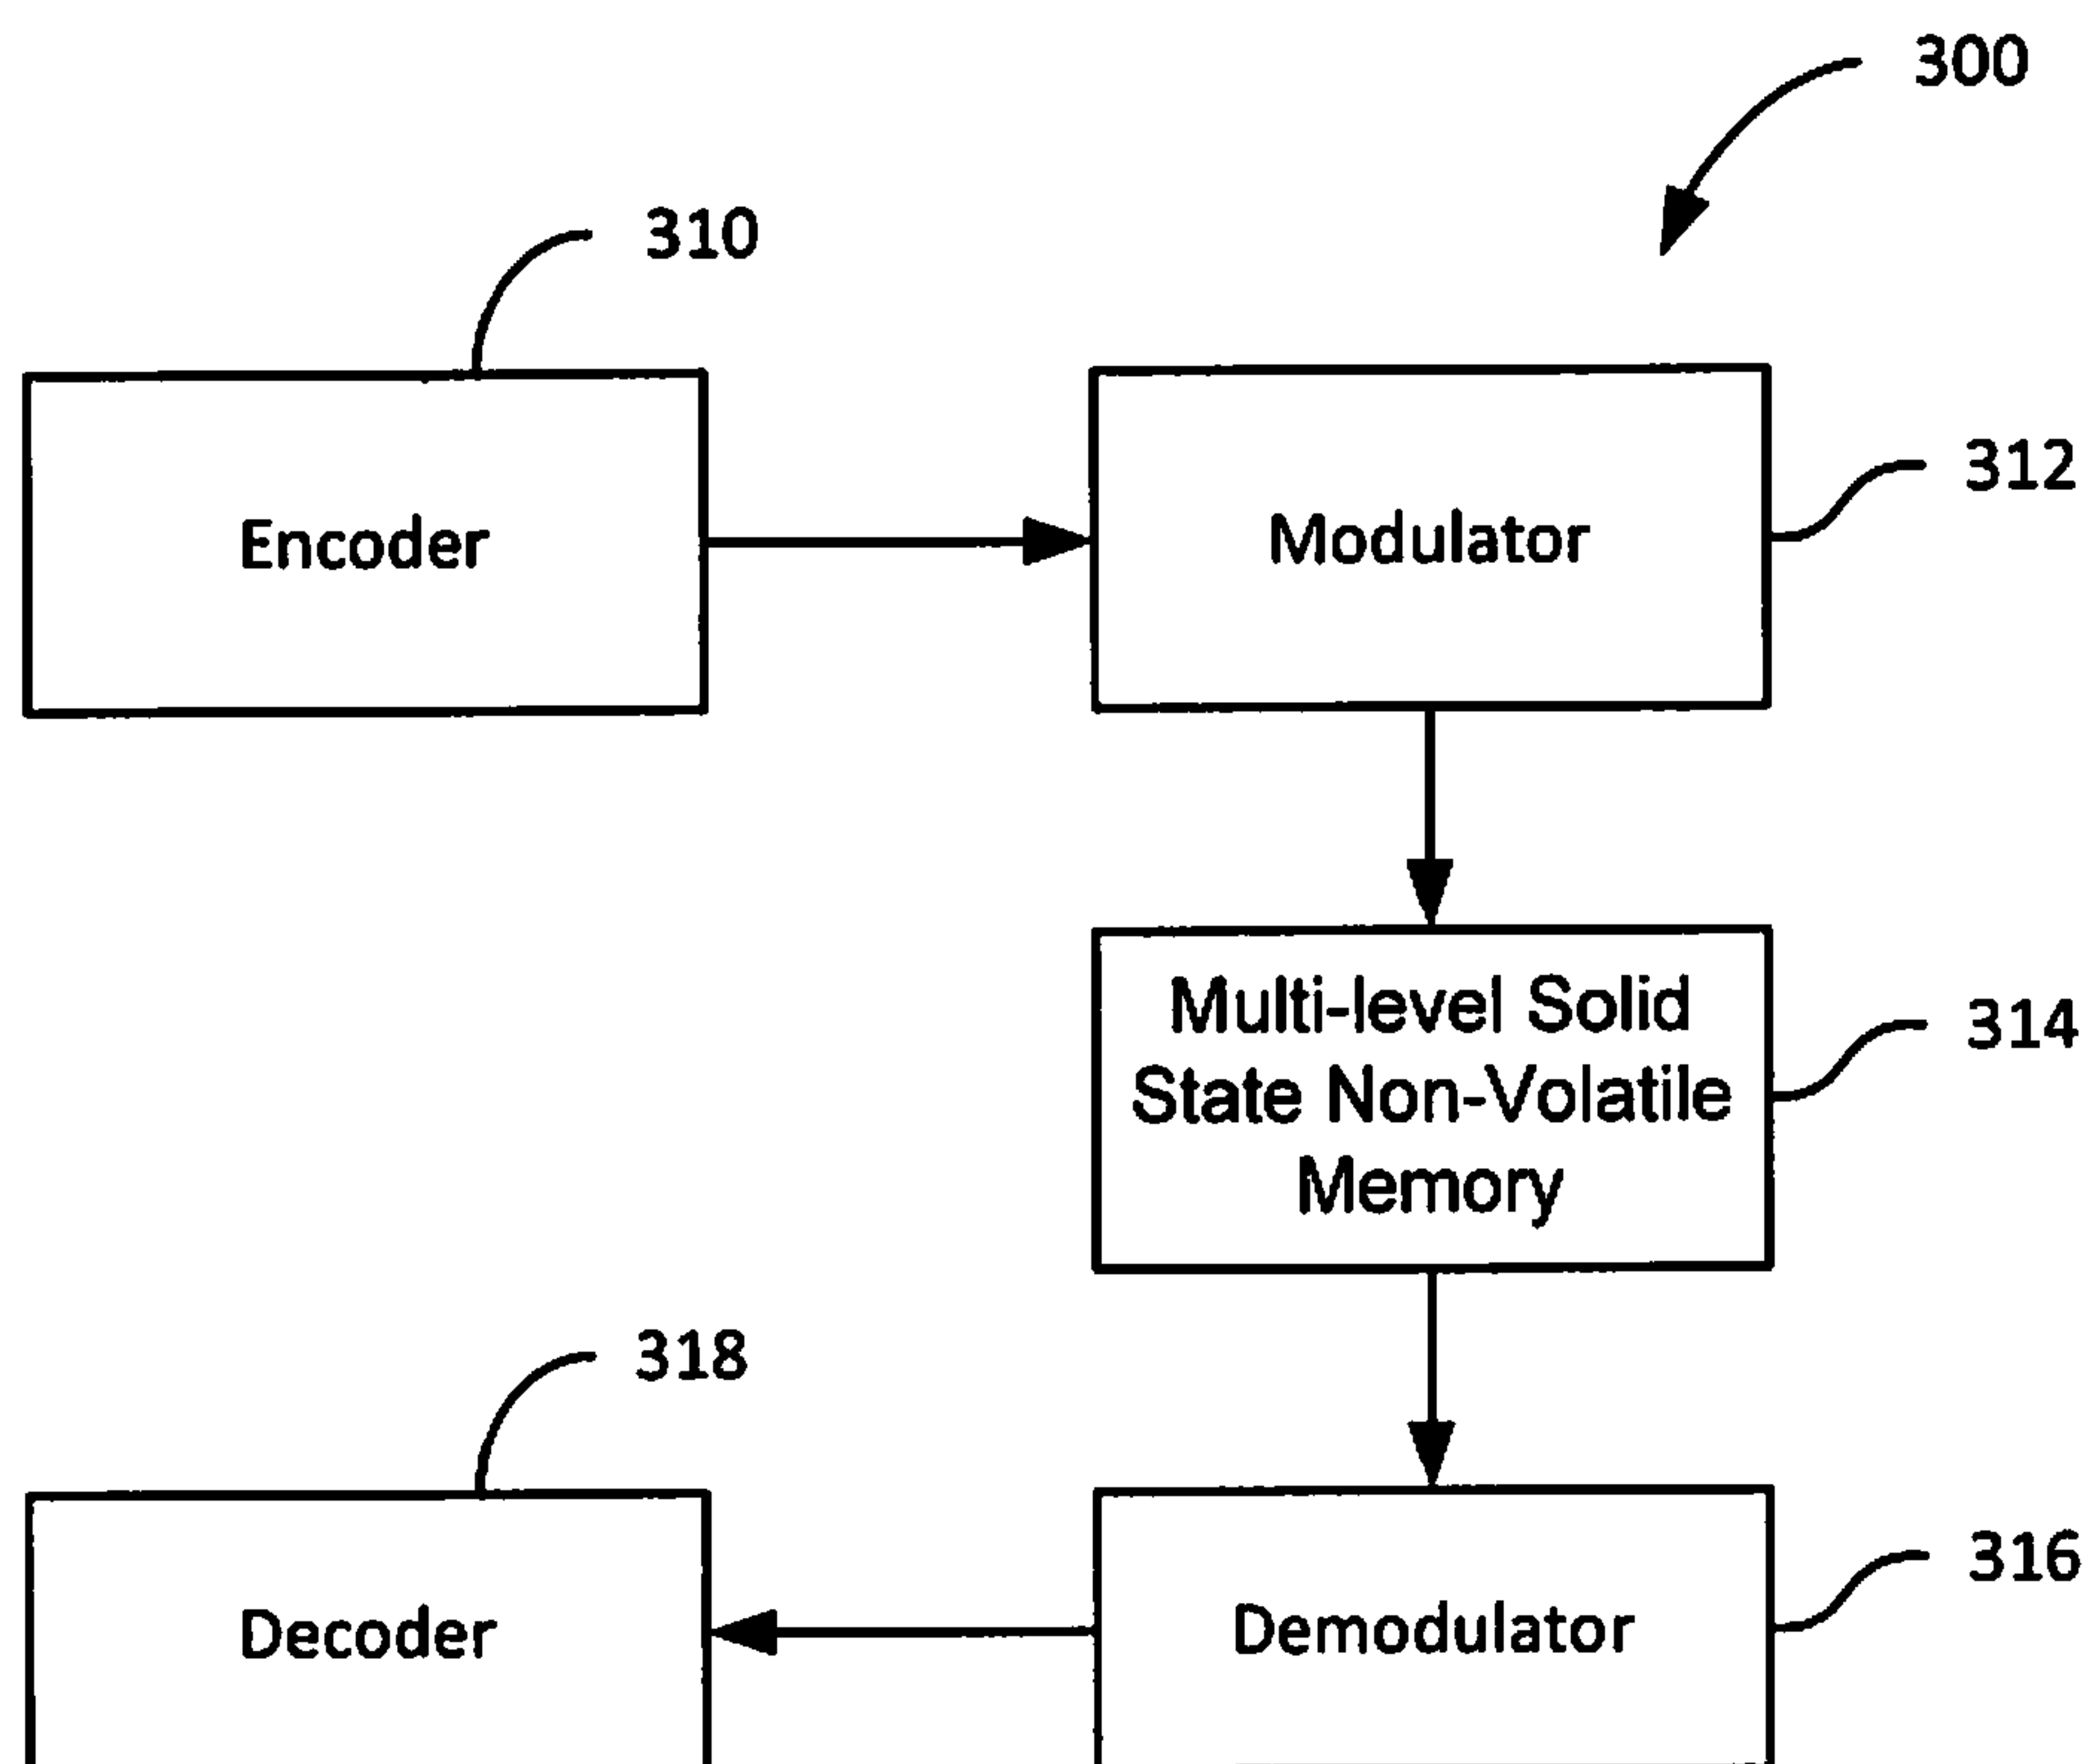 300
310
312
Encoder
Modulator
Multi-level Solid
State Non-Volatile
Memory
314
318
316
Decoder
Demodulator